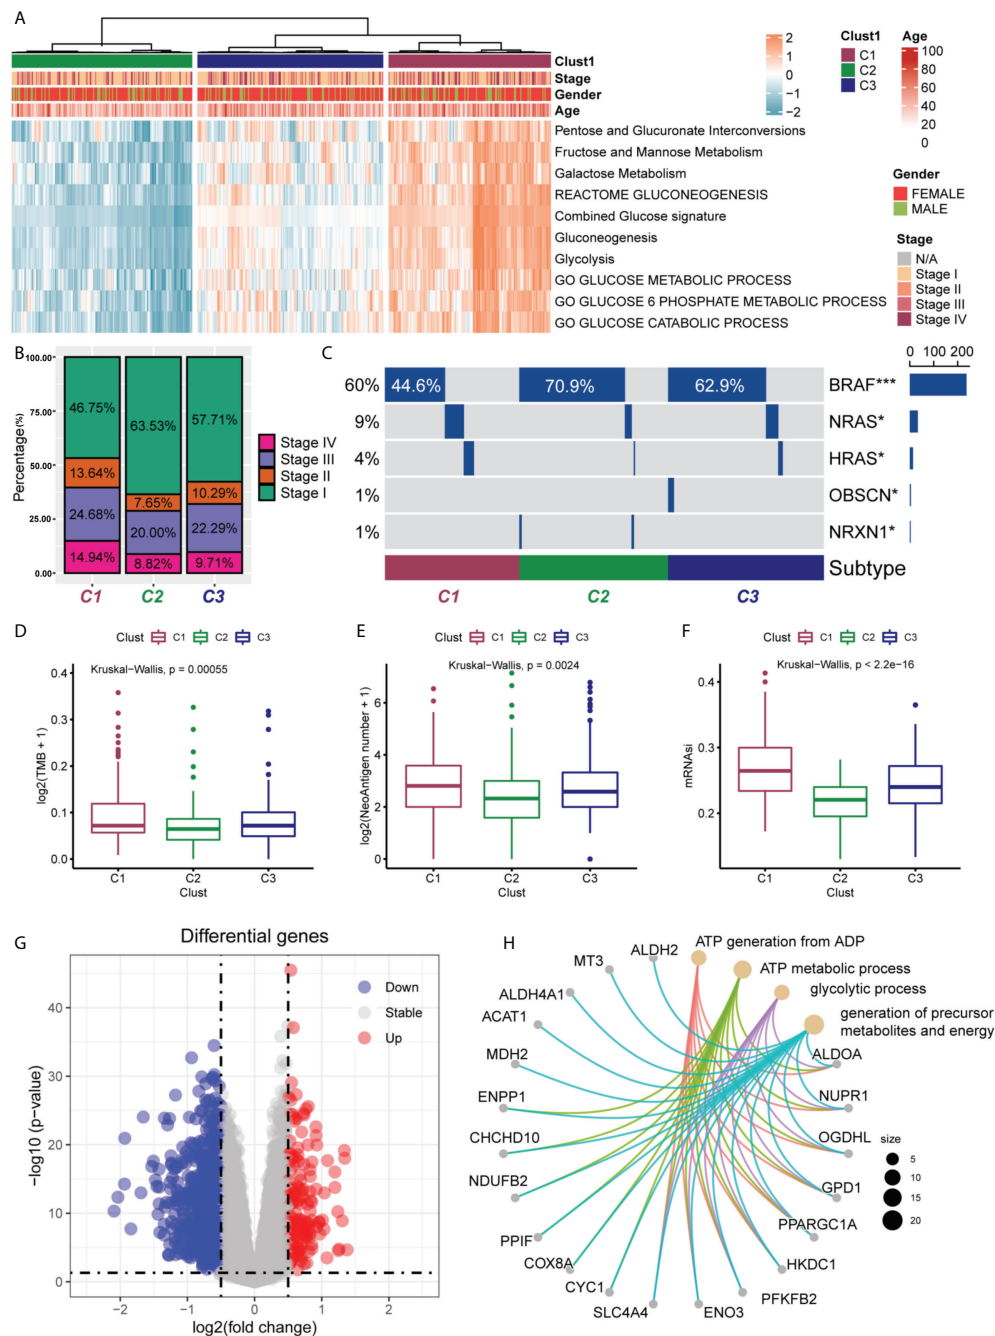 A
Clust1
Stage
Gender
Age
Pentose and Glucuronate Interconversions
Fructose and Mannose Metabolism
Galactose Metabolism
REACTOME GLUCONEOGENESIS
Combined Glucose signature
Gluconeogenesis
Glycolysis
GO GLUCOSE METABOLIC PROCESS
GO GLUCOSE 6 PHOSPHATE METABOLIC PROCESS
GO GLUCOSE CATABOLIC PROCESS
2
1
0
−1
−2
Clust1
C1
C2
C3
Age
100
80
60
40
20
0
Gender
FEMALE
MALE
Stage
N/A
Stage I
Stage II
Stage III
Stage IV
B
Percentage(%)
100.00
75.00
50.00
25.00
0.00
46.75%
13.64%
24.68%
14.94%
63.53%
7.65%
20.00%
8.82%
57.71%
10.29%
22.29%
9.71%
C1
C2
C3
Stage IV
Stage III
Stage II
Stage I
C
0 100 200
60%
44.6%
70.9%
62.9%
BRAF***
9%
NRAS*
4%
HRAS*
1%
OBSCN*
1%
NRXN1*
Subtype
C1
C2
C3
D
Clust C1 C2 C3
Kruskal−Wallis, p = 0.00055
log2(TMB + 1)
0.4
0.3
0.2
0.1
0.0
C1 C2 C3
Clust
E
Clust C1 C2 C3
Kruskal−Wallis, p = 0.0024
log2(NeoAntigen number + 1)
6
4
2
0
C1 C2 C3
Clust
F
Clust C1 C2 C3
Kruskal−Wallis, p < 2.2e−16
mRNAsi
0.4
0.3
0.2
C1 C2 C3
Clust
G
Differential genes
−log10 (p−value)
40
30
20
10
0
Down
Stable
Up
−2 −1 0 1 2
log2(fold change)
H
ATP generation from ADP
ATP metabolic process
glycolytic process
generation of precursor
metabolites and energy
ALDH2
MT3
ALDH4A1
ACAT1
MDH2
ENPP1
CHCHD10
NDUFB2
PPIF
COX8A
CYC1
SLC4A4
ENO3
PFKFB2
HKDC1
PPARGC1A
GPD1
OGDHL
NUPR1
ALDOA
size
5
10
15
20